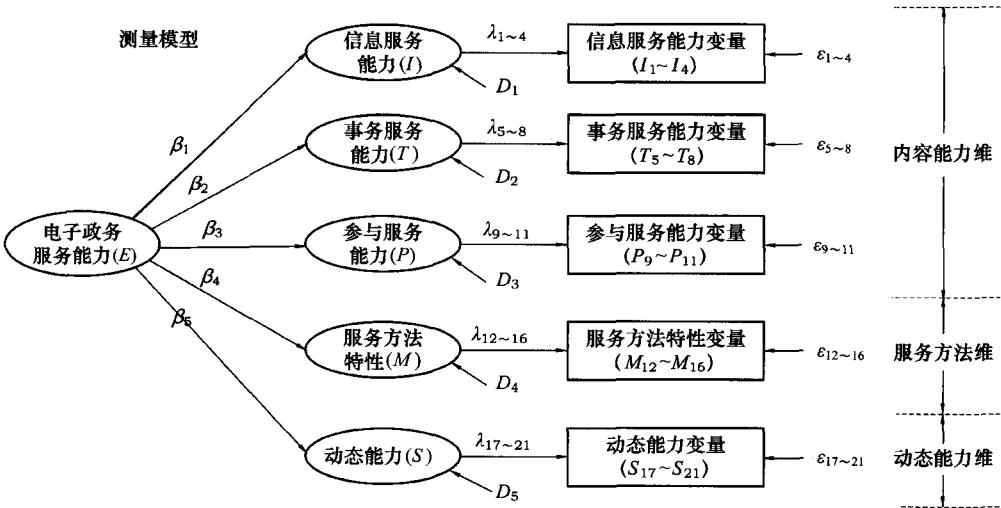 测量模型
信息服务
能力(I)
λ1~4
信息服务能力变量
(I1~I4)
ε1~4
D1
β1
事务服务
能力(T)
λ5~8
事务服务能力变量
(T5~T8)
ε5~8
D2
内容能力维
β2
电子政务
服务能力(E)
β3
参与服务
能力(P)
λ9~11
参与服务能力变量
(P9~P11)
ε9~11
D3
β4
服务方法
特性(M)
λ12~16
服务方法特性变量
(M12~M16)
ε12~16
服务方法维
D4
β5
动态能力(S)
λ17~21
动态能力变量
(S17~S21)
ε17~21
动态能力维
D5